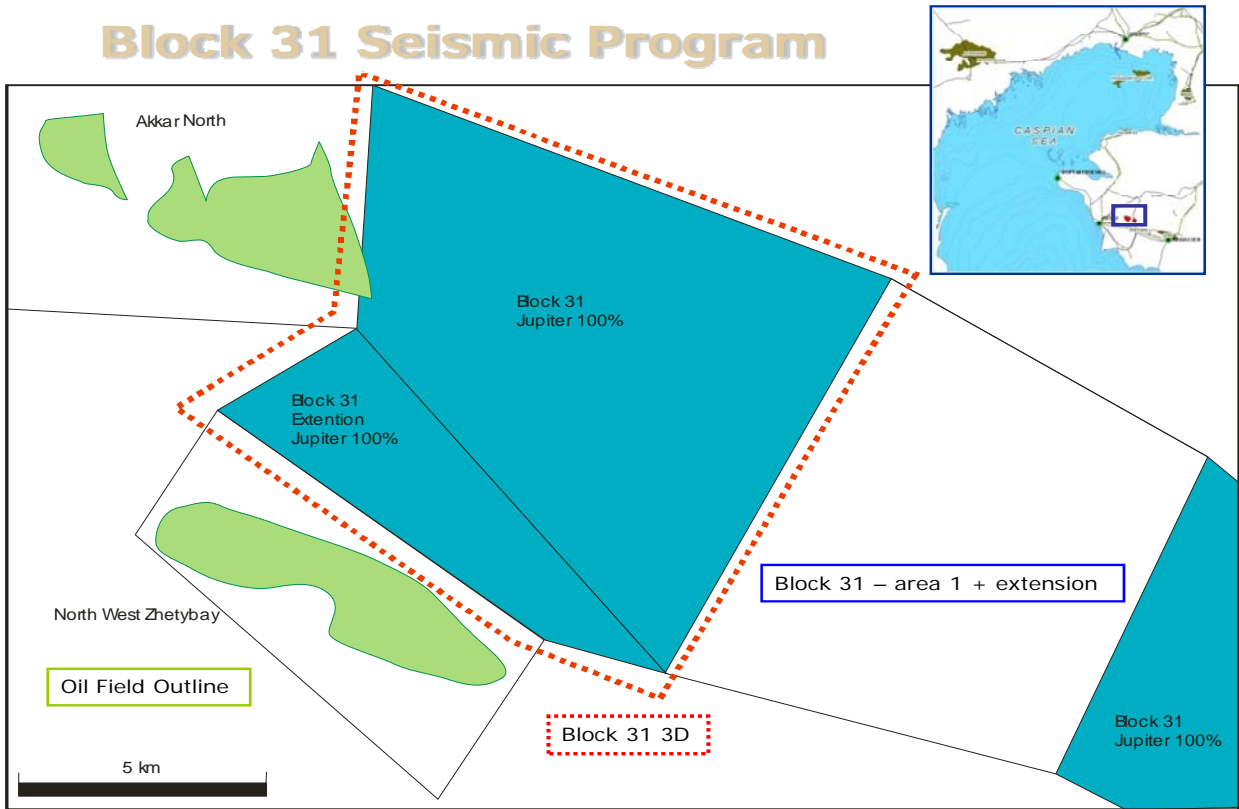 Block 31 Seismic Program
Akkar North
CASPIAN
SEA
Block 31
Jupiter 100%
Block 31
Extention
Jupiter 100%
Block 31 – area 1 + extension
North West Zhetybay
Oil Field Outline
Block 31 3D
Block 31
Jupiter 100%
5 km